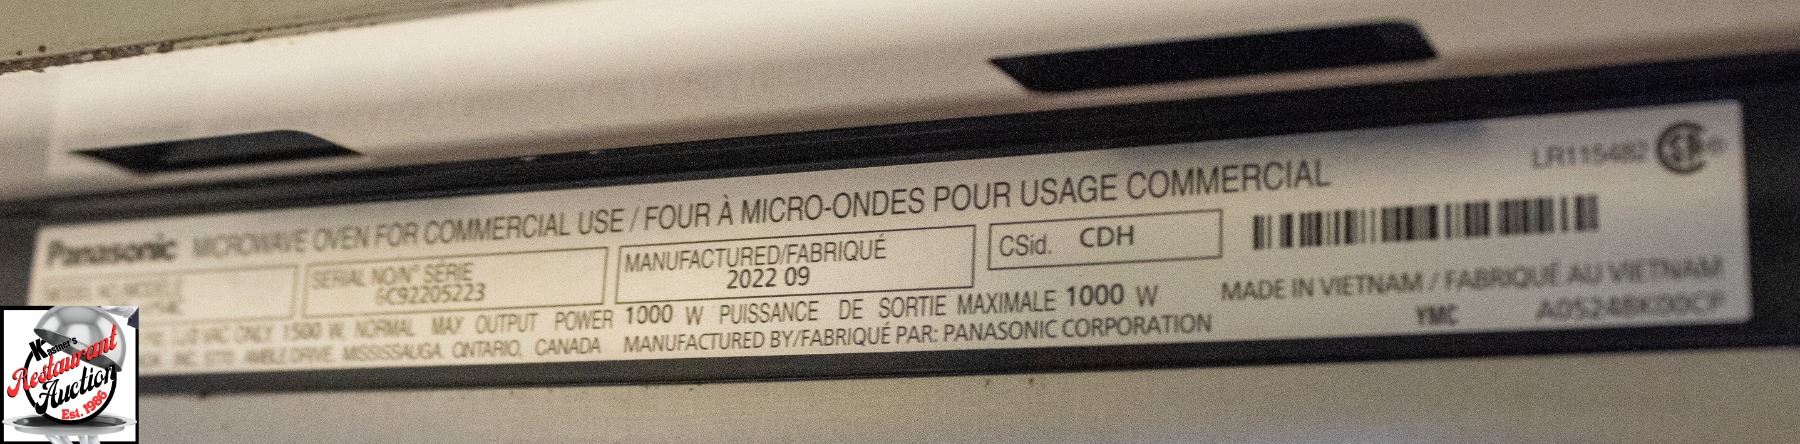 Panasonic MICROWAVE OVEN FOR COMMERCIAL USE / FOUR À MICRO-ONDES POUR USAGE COMMERCIAL
LR115482
SERIAL NO/N° SÉRIE
6C92205223
MANUFACTURED/FABRIQUÉ
2022 09
CSid. CDH
1500 W NORMAL MAX OUTPUT POWER 1000 W PUISSANCE DE SORTIE MAXIMALE 1000 W
MADE IN VIETNAM / FABRIQUÉ AU VIETNAM
DRIVE MISSISSAUGA, ONTARIO, CANADA MANUFACTURED BY/FABRIQUÉ PAR: PANASONIC CORPORATION
YMC
Kastner's
Restaurant
Auction
Est. 1986